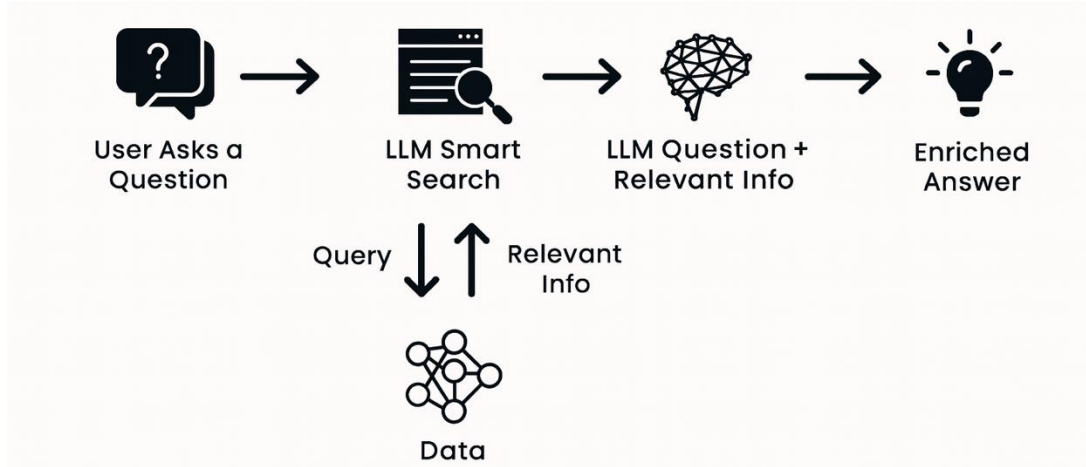 ?
User Asks a
Question
LLM Smart
Search
LLM Question +
Relevant Info
Enriched
Answer
Query
Relevant
Info
Data